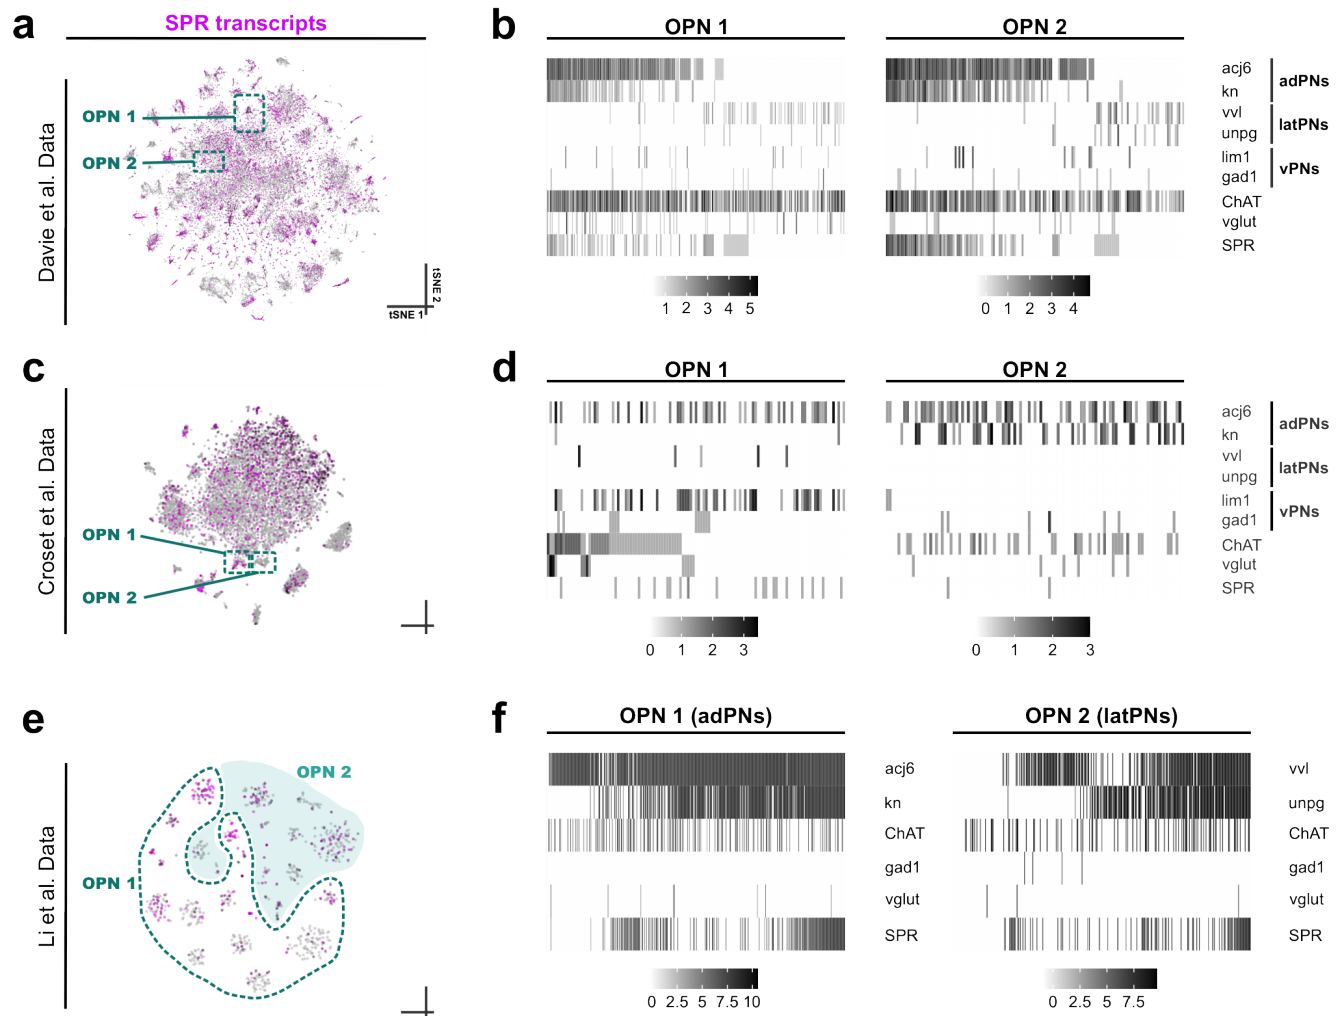 a
SPR transcripts
Davie et al. Data
OPN 1
OPN 2
tSNE 2
tSNE 1
b
OPN 1
OPN 2
acj6
kn
adPNs
vvl
unpg
latPNs
lim1
gad1
vPNs
ChAT
vglut
SPR
1 2 3 4 5
0 1 2 3 4
c
Croset et al. Data
OPN 1
OPN 2
d
OPN 1
OPN 2
acj6
kn
adPNs
vvl
unpg
latPNs
lim1
gad1
vPNs
ChAT
vglut
SPR
0 1 2 3
0 1 2 3
e
Li et al. Data
OPN 2
OPN 1
f
OPN 1 (adPNs)
OPN 2 (latPNs)
acj6
kn
ChAT
gad1
vglut
SPR
vvl
unpg
ChAT
gad1
vglut
SPR
0 2.5 5 7.5 10
0 2.5 5 7.5